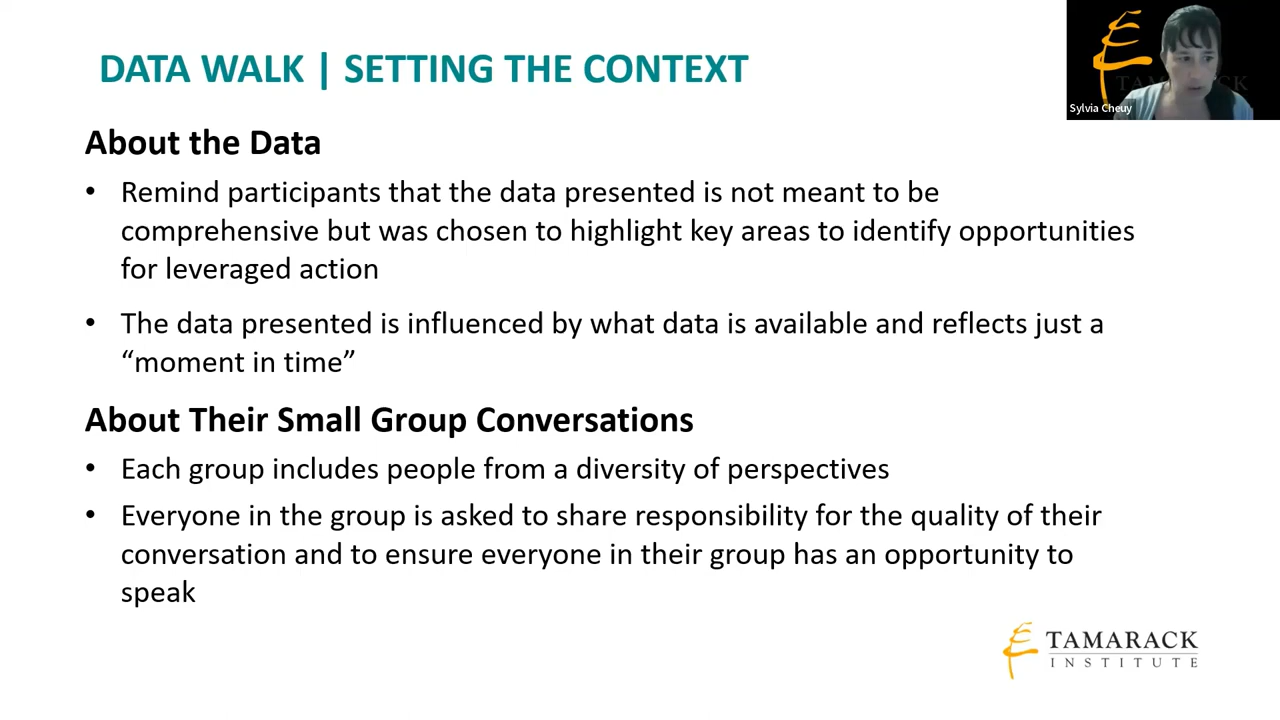 DATA WALK | SETTING THE CONTEXT
TAMARACK
Sylvia Cheuy
About the Data
• Remind participants that the data presented is not meant to be
comprehensive but was chosen to highlight key areas to identify opportunities
for leveraged action
• The data presented is influenced by what data is available and reflects just a
“moment in time”
About Their Small Group Conversations
• Each group includes people from a diversity of perspectives
• Everyone in the group is asked to share responsibility for the quality of their
conversation and to ensure everyone in their group has an opportunity to
speak
TAMARACK
INSTITUTE